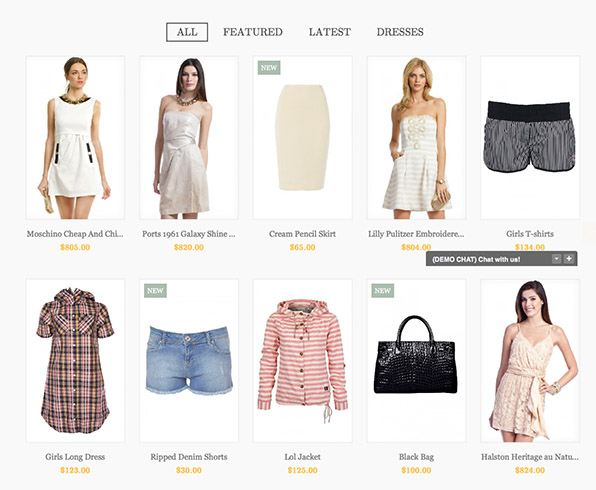 ALL FEATURED LATEST DRESSES
NEW
Moschino Cheap And Chi... Ports 1961 Galaxy Shine ... Cream Pencil Skirt Lilly Pulitzer Embroidere... Girls T-shirts
$805.00 $820.00 $65.00 $804.00 $134.00
(DEMO CHAT) Chat with us!
NEW NEW
Girls Long Dress Ripped Denim Shorts Lol Jacket Black Bag Halston Heritage au Natu...
$123.00 $30.00 $125.00 $100.00 $824.00